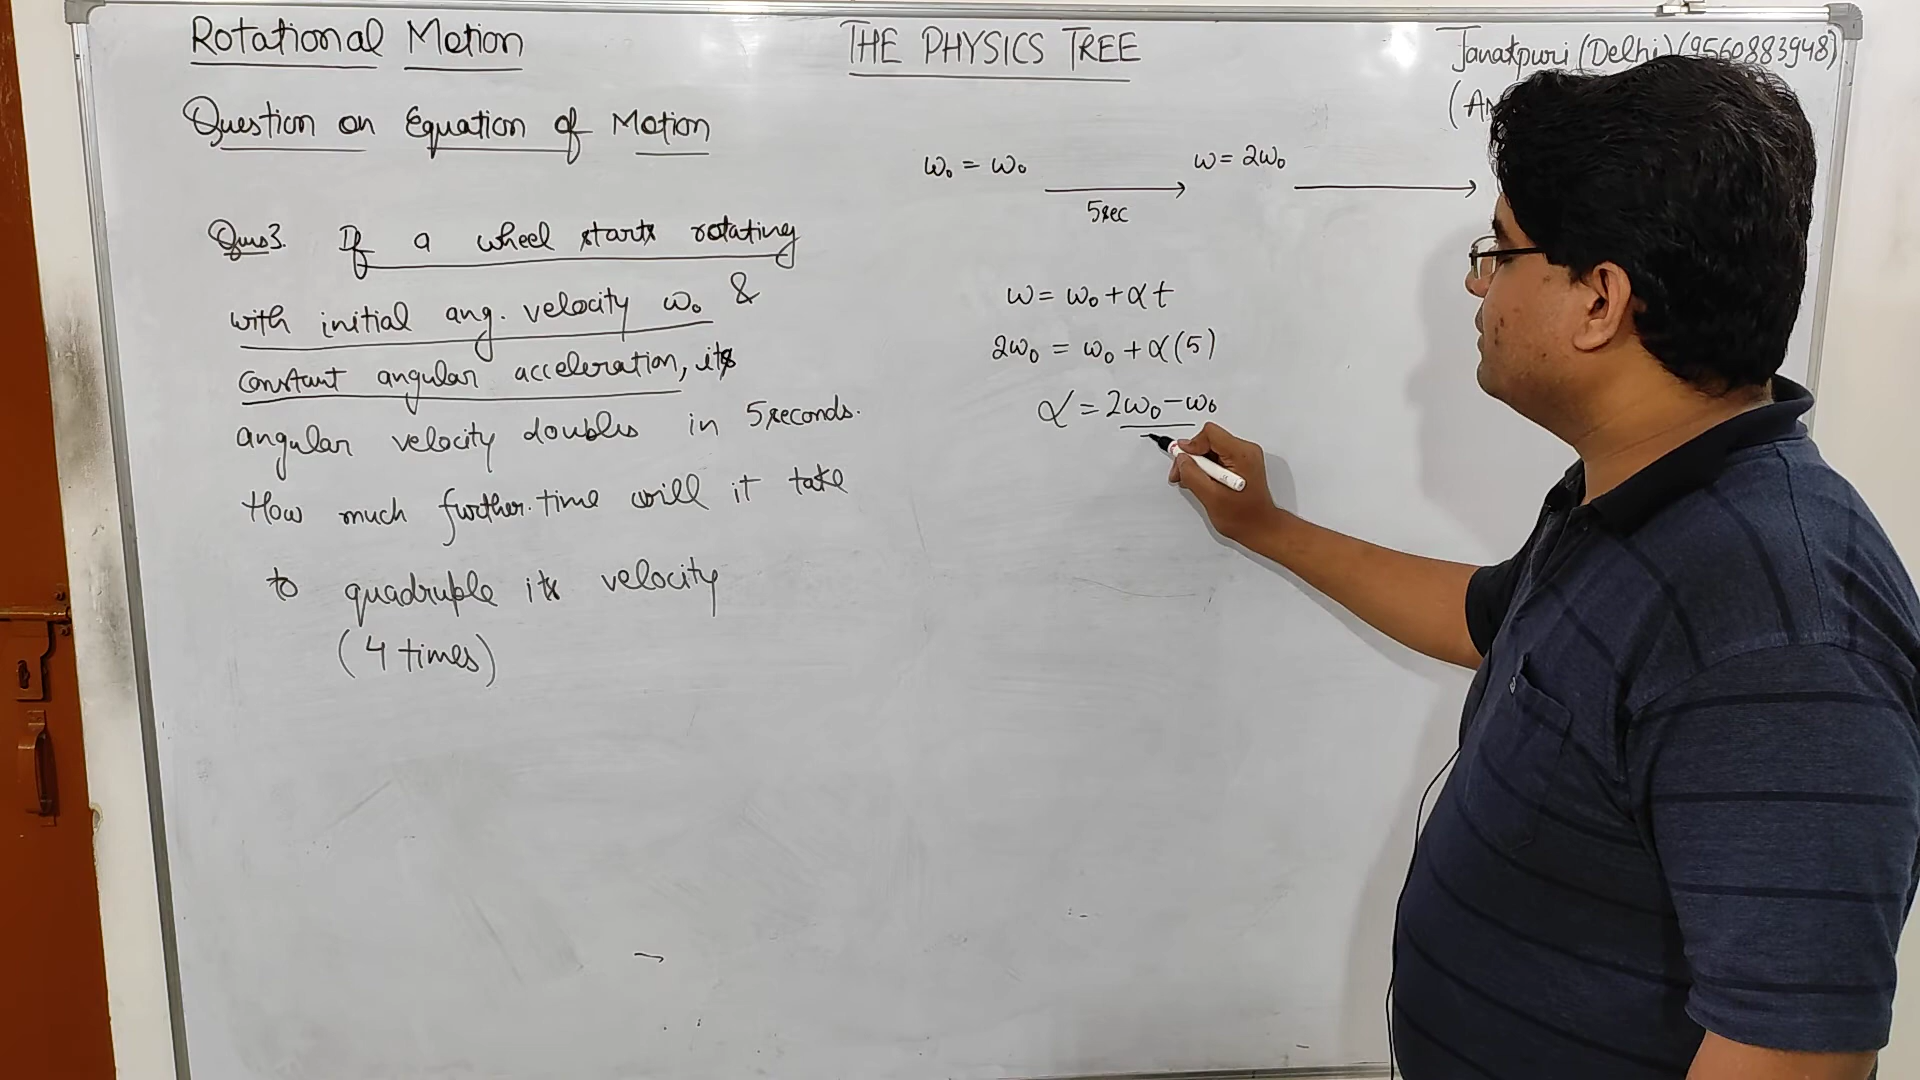 Rotational Motion
THE PHYSICS TREE
Janakpuri (Delhi) (9560883948)
Question on Equation of Motion
ω₀ = ω₀
5sec
ω = 2ω₀
Ques3. If a wheel starts rotating
with initial ang. velocity ω₀ &
constant angular acceleration, its
angular velocity doubles in 5 seconds.
How much further time will it take
to quadruple its velocity
(4 times)
ω = ω₀ + αt
2ω₀ = ω₀ + α(5)
α = 2ω₀ - ω₀